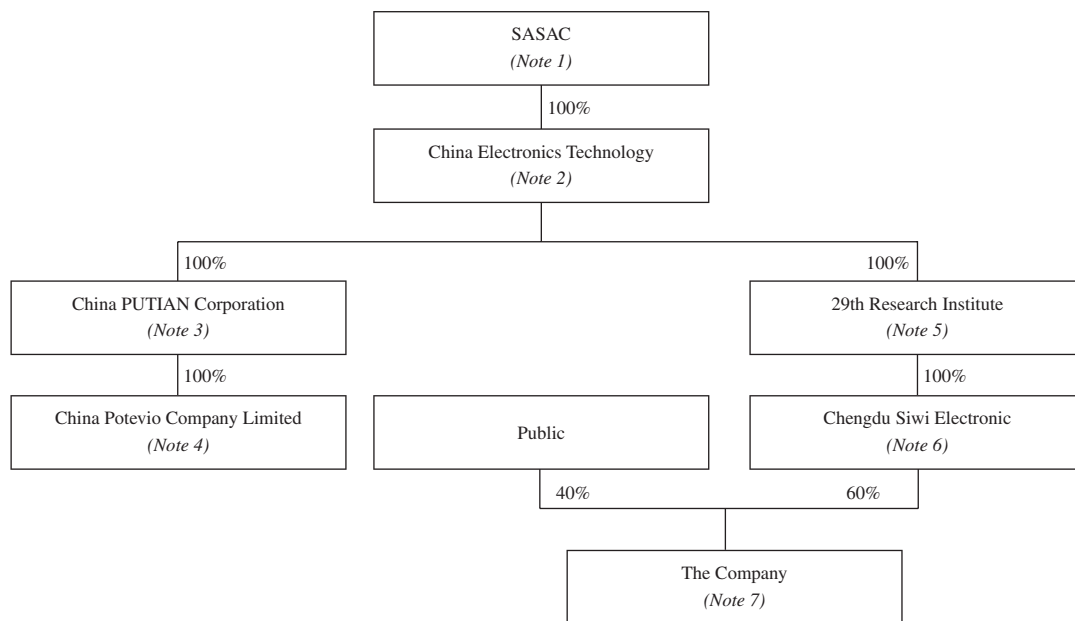 SASAC
(Note 1)
100%
China Electronics Technology
(Note 2)
100%
100%
China PUTIAN Corporation
(Note 3)
29th Research Institute
(Note 5)
100%
100%
China Potevio Company Limited
(Note 4)
Public
Chengdu Siwi Electronic
(Note 6)
40%
60%
The Company
(Note 7)